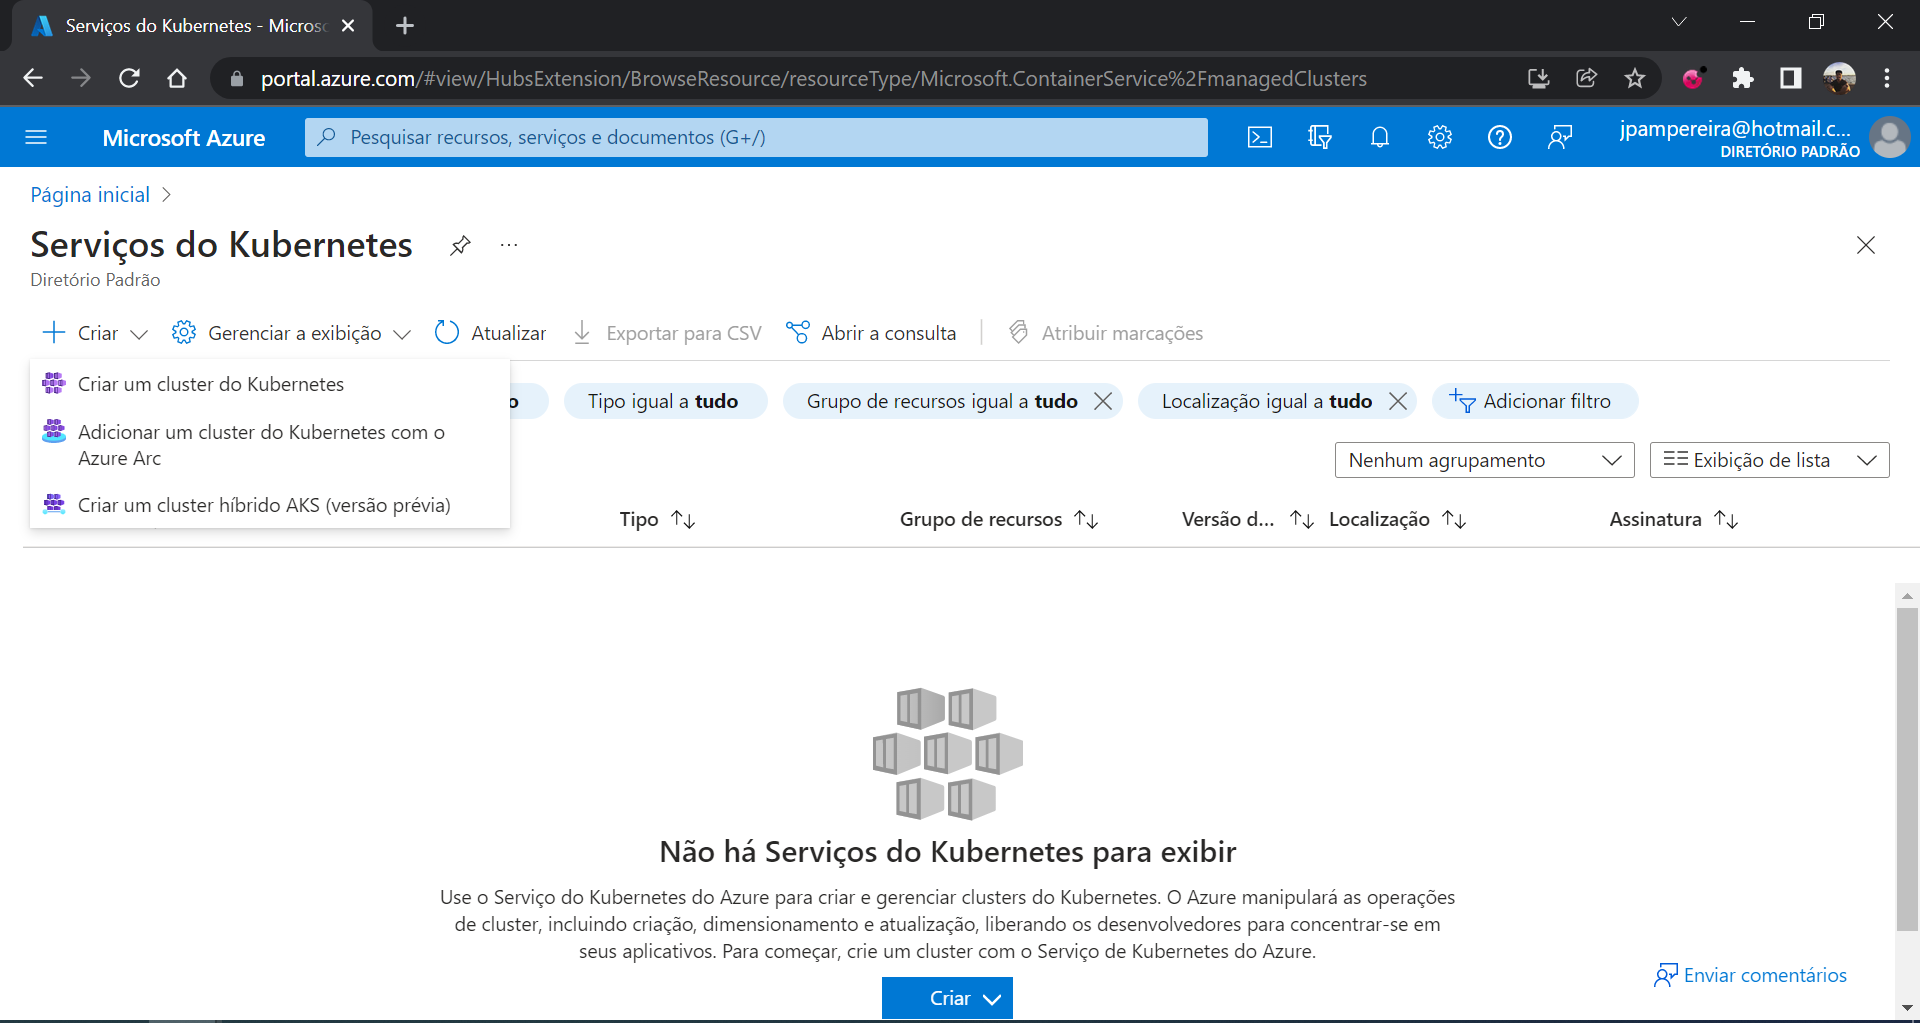 Serviços do Kubernetes - Micros
portal.azure.com/#view/HubsExtension/BrowseResource/resourceType/Microsoft.ContainerService%2FmanagedClusters
Microsoft Azure
Pesquisar recursos, serviços e documentos (G+/)
jpampereira@hotmail.c...
DIRETÓRIO PADRÃO
Página inicial
Serviços do Kubernetes
...
Diretório Padrão
Criar
Gerenciar a exibição
Atualizar
Exportar para CSV
Abrir a consulta
Atribuir marcações
Criar um cluster do Kubernetes
Adicionar um cluster do Kubernetes com o
Azure Arc
Criar um cluster híbrido AKS (versão prévia)
o
Tipo igual a tudo
Grupo de recursos igual a tudo
Localização igual a tudo
Adicionar filtro
Nenhum agrupamento
Exibição de lista
Tipo
Grupo de recursos
Versão d...
Localização
Assinatura
Não há Serviços do Kubernetes para exibir
Use o Serviço do Kubernetes do Azure para criar e gerenciar clusters do Kubernetes. O Azure manipulará as operações
de cluster, incluindo criação, dimensionamento e atualização, liberando os desenvolvedores para concentrar-se em
seus aplicativos. Para começar, crie um cluster com o Serviço de Kubernetes do Azure.
Criar
Enviar comentários